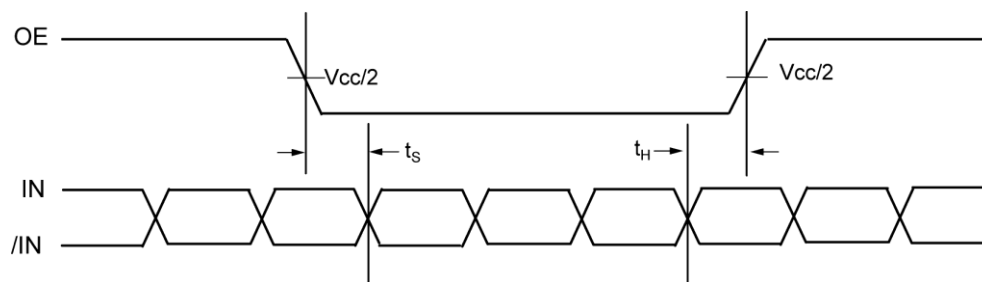 OE
Vcc/2
Vcc/2
tS
tH
IN
/IN